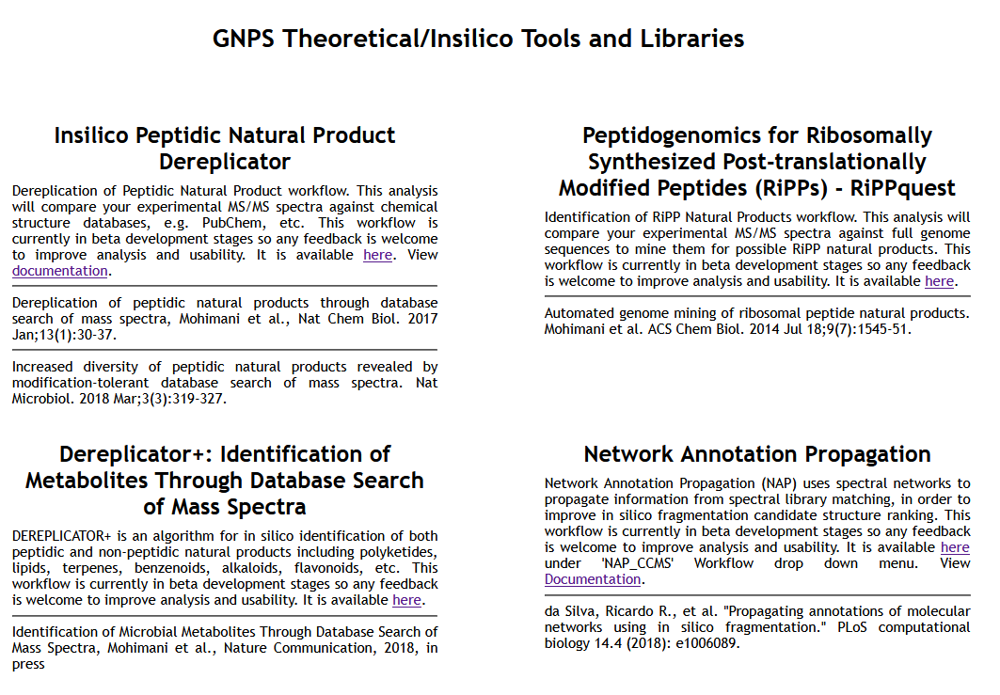 GNPS Theoretical/Insilico Tools and Libraries
Insilico Peptidic Natural Product
Dereplicator
Dereplication of Peptidic Natural Product workflow. This analysis
will compare your experimental MS/MS spectra against chemical
structure databases, e.g. PubChem, etc. This workflow is
currently in beta development stages so any feedback is welcome
to improve analysis and usability. It is available here. View
documentation.
Dereplication of peptidic natural products through database
search of mass spectra, Mohimani et al., Nat Chem Biol. 2017
Jan;13(1):30-37.
Increased diversity of peptidic natural products revealed by
modification-tolerant database search of mass spectra. Nat
Microbiol. 2018 Mar;3(3):319-327.
Peptidogenomics for Ribosomally
Synthesized Post-translationally
Modified Peptides (RiPPs) - RiPPquest
Identification of RiPP Natural Products workflow. This analysis will
compare your experimental MS/MS spectra against full genome
sequences to mine them for possible RiPP natural products. This
workflow is currently in beta development stages so any feedback
is welcome to improve analysis and usability. It is available here.
Automated genome mining of ribosomal peptide natural products.
Mohimani et al. ACS Chem Biol. 2014 Jul 18;9(7):1545-51.
Dereplicator+: Identification of
Metabolites Through Database Search
of Mass Spectra
DEREPLICATOR+ is an algorithm for in silico identification of both
peptidic and non-peptidic natural products including polyketides,
lipids, terpenes, benzenoids, alkaloids, flavonoids, etc. This
workflow is currently in beta development stages so any feedback
is welcome to improve analysis and usability. It is available here.
Identification of Microbial Metabolites Through Database Search of
Mass Spectra, Mohimani et al., Nature Communication, 2018, in
press
Network Annotation Propagation
Network Annotation Propagation (NAP) uses spectral networks to
propagate information from spectral library matching, in order to
improve in silico fragmentation candidate structure ranking. This
workflow is currently in beta development stages so any feedback
is welcome to improve analysis and usability. It is available here
under 'NAP_CCMS' Workflow drop down menu. View
Documentation.
da Silva, Ricardo R., et al. "Propagating annotations of molecular
networks using in silico fragmentation." PLoS computational
biology 14.4 (2018): e1006089.